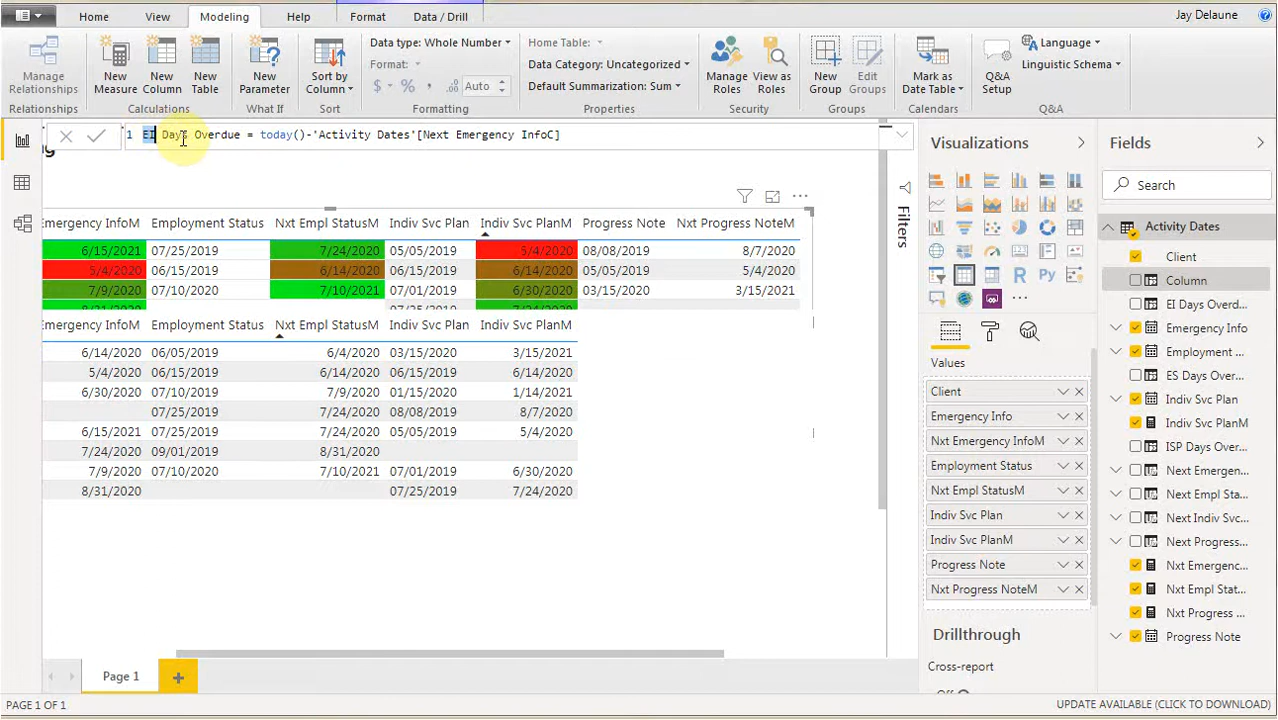 Home View Modeling Help Format Data / Drill Jay Delaune
Manage Relationships
New Measure
New Column
New Table
New Parameter
Sort by Column
Data type: Whole Number
Format:
$ % , .00 Auto
Home Table:
Data Category: Uncategorized
Default Summarization: Sum
Manage Roles
View as Roles
New Group
Edit Groups
Mark as Date Table
Q&A Setup
Language
Linguistic Schema
Relationships Calculations What If Sort Formatting Properties Security Groups Calendars Q&A
1 EI Days Overdue = today()-'Activity Dates'[Next Emergency InfoC]
Emergency InfoM Employment Status Nxt Empl StatusM Indiv Svc Plan Indiv Svc PlanM Progress Note Nxt Progress NoteM
6/15/2021 07/25/2019 7/24/2020 05/05/2019 5/4/2020 08/08/2019 8/7/2020
5/4/2020 06/15/2019 6/14/2020 06/15/2019 6/14/2020 05/05/2019 5/4/2020
7/9/2020 07/10/2020 7/10/2021 07/01/2019 6/30/2020 03/15/2020 3/15/2021
8/31/2020 07/25/2019 7/24/2020
Emergency InfoM Employment Status Nxt Empl StatusM Indiv Svc Plan Indiv Svc PlanM
6/14/2020 06/05/2019 6/4/2020 03/15/2020 3/15/2021
5/4/2020 06/15/2019 6/14/2020 06/15/2019 6/14/2020
6/30/2020 07/10/2019 7/9/2020 01/15/2020 1/14/2021
07/25/2019 7/24/2020 08/08/2019 8/7/2020
6/15/2021 07/25/2019 7/24/2020 05/05/2019 5/4/2020
7/24/2020 09/01/2019 8/31/2020
7/9/2020 07/10/2020 7/10/2021 07/01/2019 6/30/2020
8/31/2020 07/25/2019 7/24/2020
Filters
Visualizations
R Py
Values
Client
Emergency Info
Nxt Emergency InfoM
Employment Status
Nxt Empl StatusM
Indiv Svc Plan
Indiv Svc PlanM
Progress Note
Nxt Progress NoteM
Drillthrough
Cross-report
Off
Fields
Search
Activity Dates
Client
Column
EI Days Overd...
Emergency Info
Employment ...
ES Days Over...
Indiv Svc Plan
Indiv Svc PlanM
ISP Days Over...
Next Emergen...
Next Empl Sta...
Next Indiv Svc...
Next Progress...
Nxt Emergenc...
Nxt Empl Stat...
Nxt Progress ...
Progress Note
Page 1
PAGE 1 OF 1 UPDATE AVAILABLE (CLICK TO DOWNLOAD)